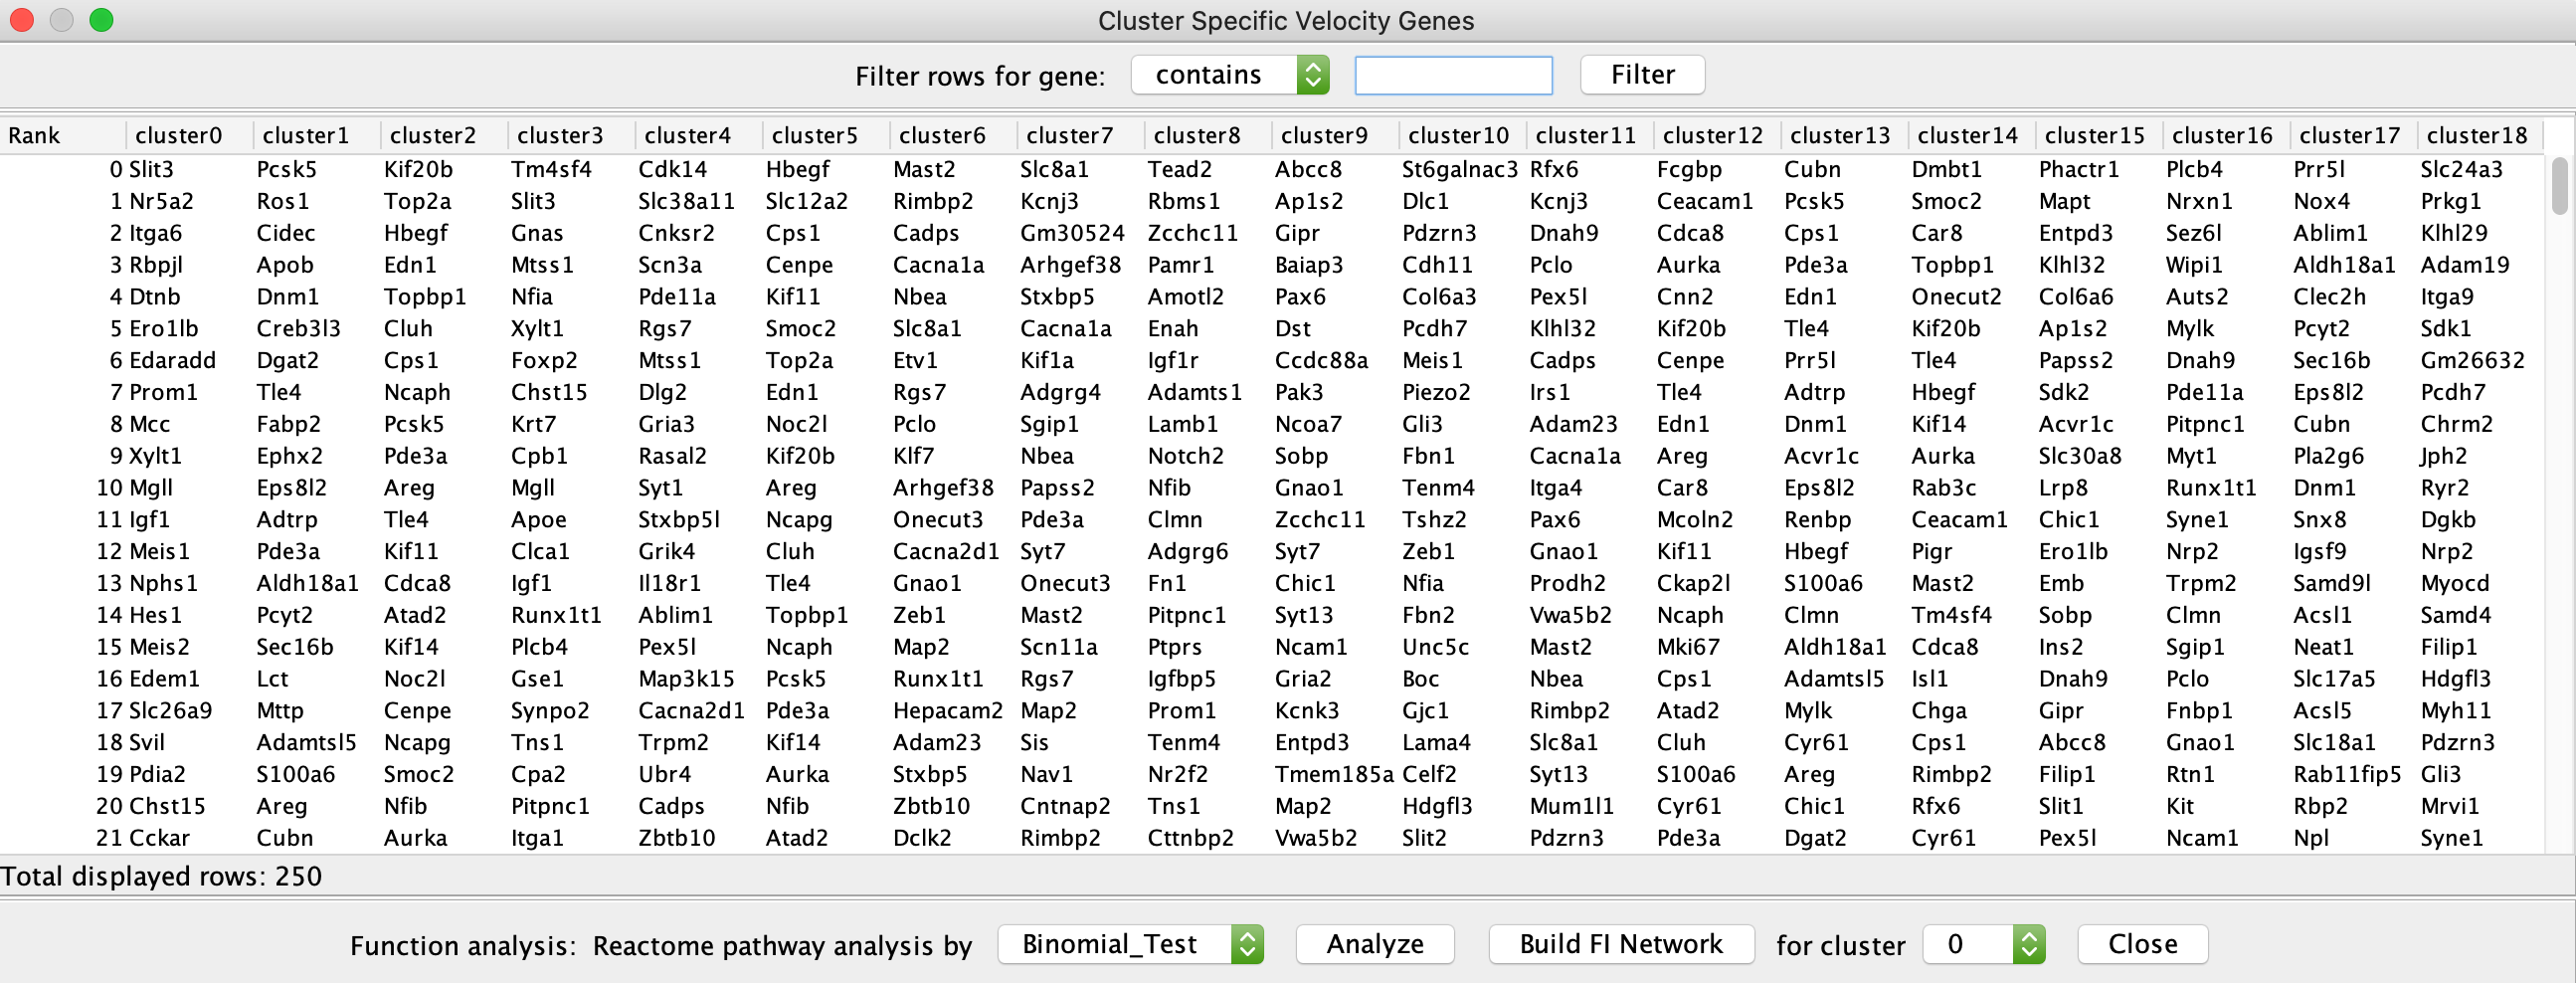 Cluster Specific Velocity Genes
Filter rows for gene: contains Filter
Rank cluster0 cluster1 cluster2 cluster3 cluster4 cluster5 cluster6 cluster7 cluster8 cluster9 cluster10 cluster11 cluster12 cluster13 cluster14 cluster15 cluster16 cluster17 cluster18
0 Slit3 Pcsk5 Kif20b Tm4sf4 Cdk14 Hbegf Mast2 Slc8a1 Tead2 Abcc8 St6galnac3 Rfx6 Fcgbp Cubn Dmbt1 Phactr1 Plcb4 Prr5l Slc24a3
1 Nr5a2 Ros1 Top2a Slit3 Slc38a11 Slc12a2 Rimbp2 Kcnj3 Rbms1 Ap1s2 Dlc1 Kcnj3 Ceacam1 Pcsk5 Smoc2 Mapt Nrxn1 Nox4 Prkg1
2 Itga6 Cidec Hbegf Gnas Cnksr2 Cps1 Cadps Gm30524 Zcchc11 Gipr Pdzrn3 Dnah9 Cdca8 Cps1 Car8 Entpd3 Sez6l Ablim1 Klhl29
3 Rbpjl Apob Edn1 Mtss1 Scn3a Cenpe Cacna1a Arhgef38 Pamr1 Baiap3 Cdh11 Pclo Aurka Pde3a Topbp1 Klhl32 Wipi1 Aldh18a1 Adam19
4 Dtnb Dnm1 Topbp1 Nfia Pde11a Kif11 Nbea Stxbp5 Amotl2 Pax6 Col6a3 Pex5l Cnn2 Edn1 Onecut2 Col6a6 Auts2 Clec2h Itga9
5 Ero1lb Creb3l3 Cluh Xylt1 Rgs7 Smoc2 Slc8a1 Cacna1a Enah Dst Pcdh7 Klhl32 Kif20b Tle4 Kif20b Ap1s2 Mylk Pcyt2 Sdk1
6 Edaradd Dgat2 Cps1 Foxp2 Mtss1 Top2a Etv1 Kif1a Igf1r Ccdc88a Meis1 Cadps Cenpe Prr5l Tle4 Papss2 Dnah9 Sec16b Gm26632
7 Prom1 Tle4 Ncaph Chst15 Dlg2 Edn1 Rgs7 Adgrg4 Adamts1 Pak3 Piezo2 Irs1 Tle4 Adtrp Hbegf Sdk2 Pde11a Eps8l2 Pcdh7
8 Mcc Fabp2 Pcsk5 Krt7 Gria3 Noc2l Pclo Sgip1 Lamb1 Ncoa7 Gli3 Adam23 Edn1 Dnm1 Kif14 Acvr1c Pitpnc1 Cubn Chrm2
9 Xylt1 Ephx2 Pde3a Cpb1 Rasal2 Kif20b Klf7 Nbea Notch2 Sobp Fbn1 Cacna1a Areg Acvr1c Aurka Slc30a8 Myt1 Pla2g6 Jph2
10 Mgll Eps8l2 Areg Mgll Syt1 Areg Arhgef38 Papss2 Nfib Gnao1 Tenm4 Itga4 Car8 Eps8l2 Rab3c Lrp8 Runx1t1 Dnm1 Ryr2
11 Igf1 Adtrp Tle4 Apoe Stxbp5l Ncapg Onecut3 Pde3a Clmn Zcchc11 Tshz2 Pax6 Mcoln2 Renbp Ceacam1 Chic1 Syne1 Snx8 Dgkb
12 Meis1 Pde3a Kif11 Clca1 Grik4 Cluh Cacna2d1 Syt7 Adgrg6 Syt7 Zeb1 Gnao1 Kif11 Hbegf Pigr Ero1lb Nrp2 Igsf9 Nrp2
13 Nphs1 Aldh18a1 Cdca8 Igf1 Il18r1 Tle4 Gnao1 Onecut3 Fn1 Chic1 Nfia Prodh2 Ckap2l S100a6 Mast2 Emb Trpm2 Samd9l Myocd
14 Hes1 Pcyt2 Atad2 Runx1t1 Ablim1 Topbp1 Zeb1 Mast2 Pitpnc1 Syt13 Fbn2 Vwa5b2 Ncaph Clmn Tm4sf4 Sobp Clmn Acsl1 Samd4
15 Meis2 Sec16b Kif14 Plcb4 Pex5l Ncaph Map2 Scn11a Ptprs Ncam1 Unc5c Mast2 Mki67 Aldh18a1 Cdca8 Ins2 Sgip1 Neat1 Filip1
16 Edem1 Lct Noc2l Gse1 Map3k15 Pcsk5 Runx1t1 Rgs7 Igfbp5 Gria2 Boc Nbea Cps1 Adamtsl5 Isl1 Dnah9 Pclo Slc17a5 Hdgfl3
17 Slc26a9 Mttp Cenpe Synpo2 Cacna2d1 Pde3a Hepacam2 Map2 Prom1 Kcnk3 Gjc1 Rimbp2 Atad2 Mylk Chga Gipr Fnbp1 Acsl5 Myh11
18 Svil Adamtsl5 Ncapg Tns1 Trpm2 Kif14 Adam23 Sis Tenm4 Entpd3 Lama4 Slc8a1 Cluh Cyr61 Cps1 Abcc8 Gnao1 Slc18a1 Pdzrn3
19 Pdia2 S100a6 Smoc2 Cpa2 Ubr4 Aurka Stxbp5 Nav1 Nr2f2 Tmem185a Celf2 Syt13 S100a6 Areg Rimbp2 Filip1 Rtn1 Rab11fip5 Gli3
20 Chst15 Areg Nfib Pitpnc1 Cadps Nfib Zbtb10 Cntnap2 Tns1 Map2 Hdgfl3 Mum1l1 Cyr61 Chic1 Rfx6 Slit1 Kit Rbp2 Mrvi1
21 Cckar Cubn Aurka Itga1 Zbtb10 Atad2 Dclk2 Rimbp2 Cttnbp2 Vwa5b2 Slit2 Pdzrn3 Pde3a Dgat2 Cyr61 Pex5l Ncam1 Npl Syne1
Total displayed rows: 250
Function analysis: Reactome pathway analysis by Binomial_Test Analyze Build FI Network for cluster 0 Close